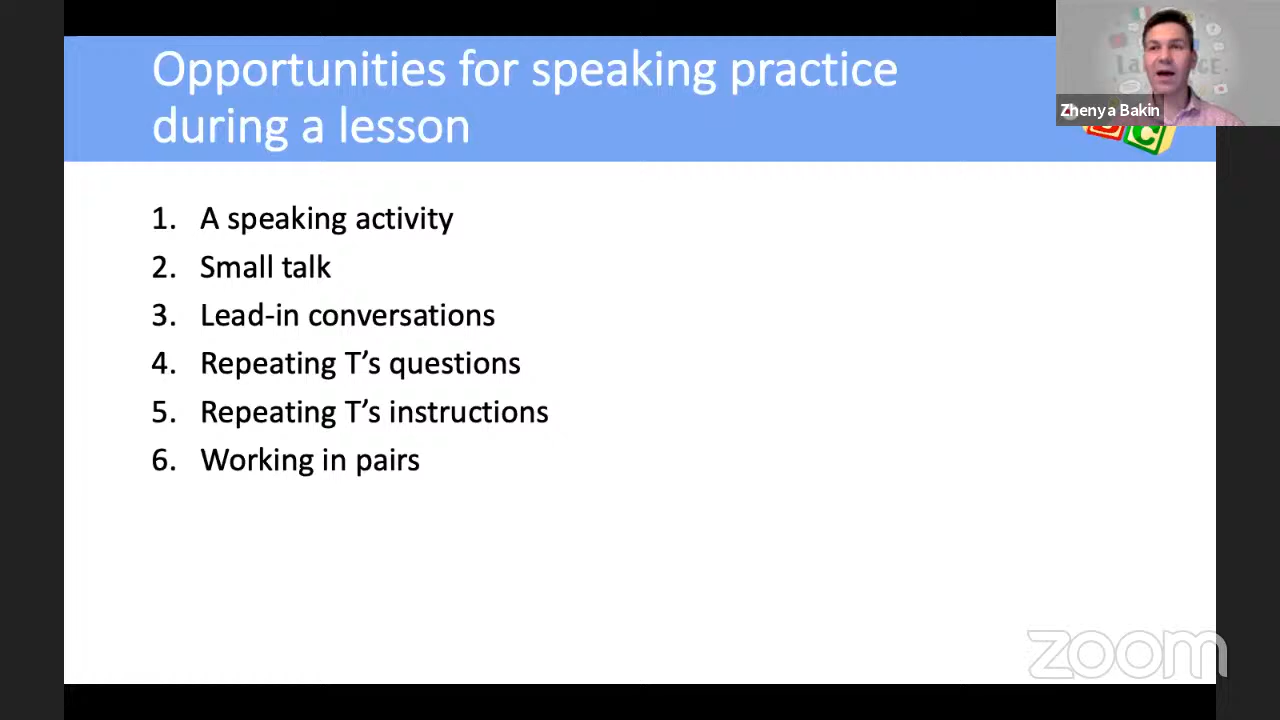 Opportunities for speaking practice
during a lesson
Zhenya Bakin
1. A speaking activity
2. Small talk
3. Lead-in conversations
4. Repeating T’s questions
5. Repeating T’s instructions
6. Working in pairs
zoom